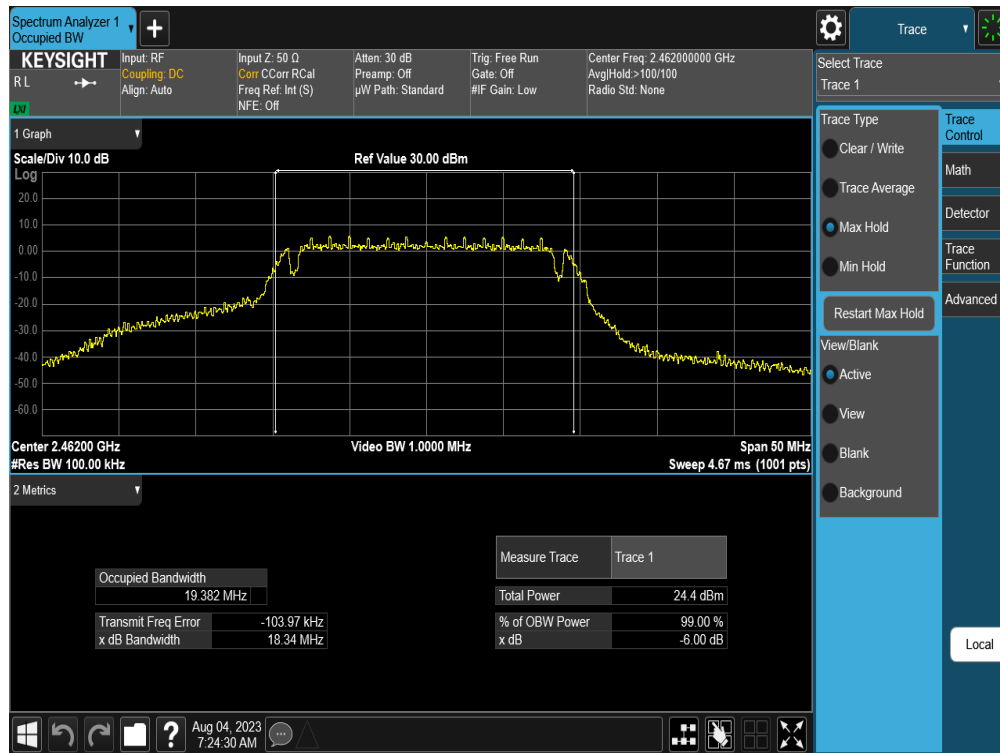 Spectrum Analyzer 1
Occupied BW
Trace
KEYSIGHT
R L
LXI
Input: RF
Coupling: DC
Align: Auto
Input Z: 50 Ω
Corr CCorr RCal
Freq Ref: Int (S)
NFE: Off
Atten: 30 dB
Preamp: Off
µW Path: Standard
Trig: Free Run
Gate: Off
#IF Gain: Low
Center Freq: 2.462000000 GHz
Avg|Hold:>100/100
Radio Std: None
Select Trace
Trace 1
1 Graph
Scale/Div 10.0 dB
Ref Value 30.00 dBm
Log
20.0
10.0
0.00
-10.0
-20.0
-30.0
-40.0
-50.0
-60.0
Center 2.46200 GHz
Video BW 1.0000 MHz
Span 50 MHz
#Res BW 100.00 kHz
Sweep 4.67 ms (1001 pts)
Trace Type
Clear / Write
Trace Average
Max Hold
Min Hold
Restart Max Hold
View/Blank
Active
View
Blank
Background
Trace
Control
Math
Detector
Trace
Function
Advanced
Local
2 Metrics
Occupied Bandwidth
19.382 MHz
Transmit Freq Error -103.97 kHz
x dB Bandwidth 18.34 MHz
Measure Trace Trace 1
Total Power 24.4 dBm
% of OBW Power 99.00 %
x dB -6.00 dB
?
Aug 04, 2023
7:24:30 AM